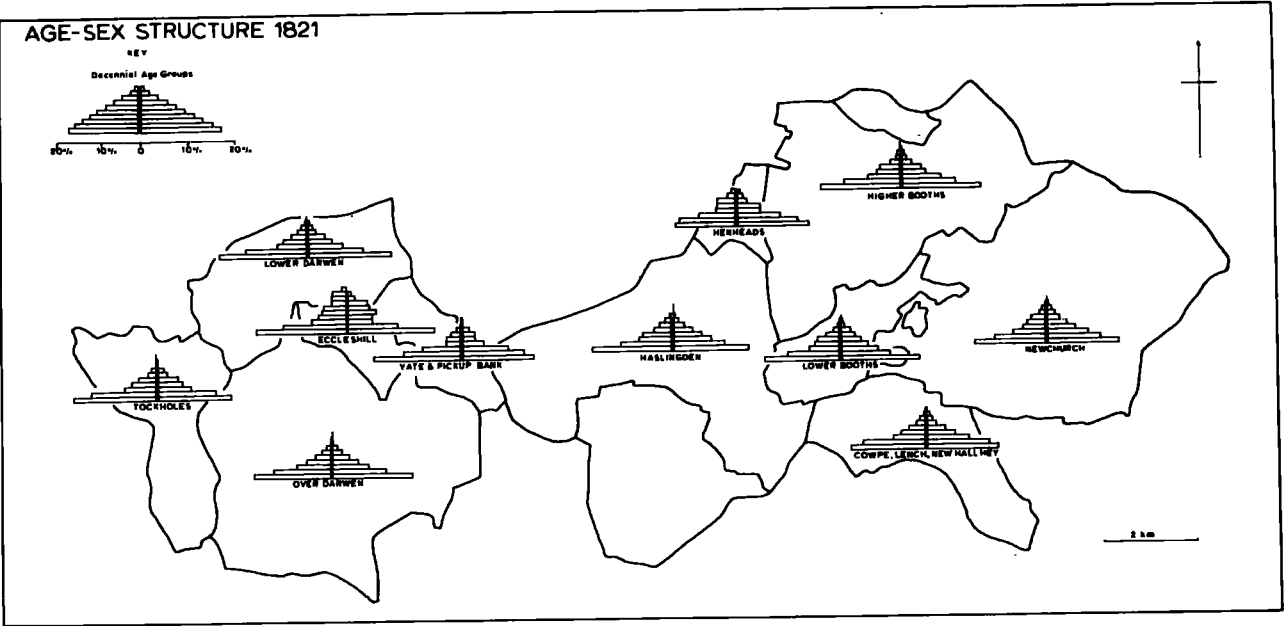 AGE-SEX STRUCTURE 1821
KEY
Decennial Age Groups
20% 10% 0 10% 20%
HIGHER BOOTHS
HENHEADS
LOWER DARWEN
ECCLESHILL
YATE & PICKUP BANK
HASLINGDEN
LOWER BOOTHS
NEWCHURCH
TOCKHOLES
COWPE, LENCH, NEW HALL HEY
OVER DARWEN
2 km